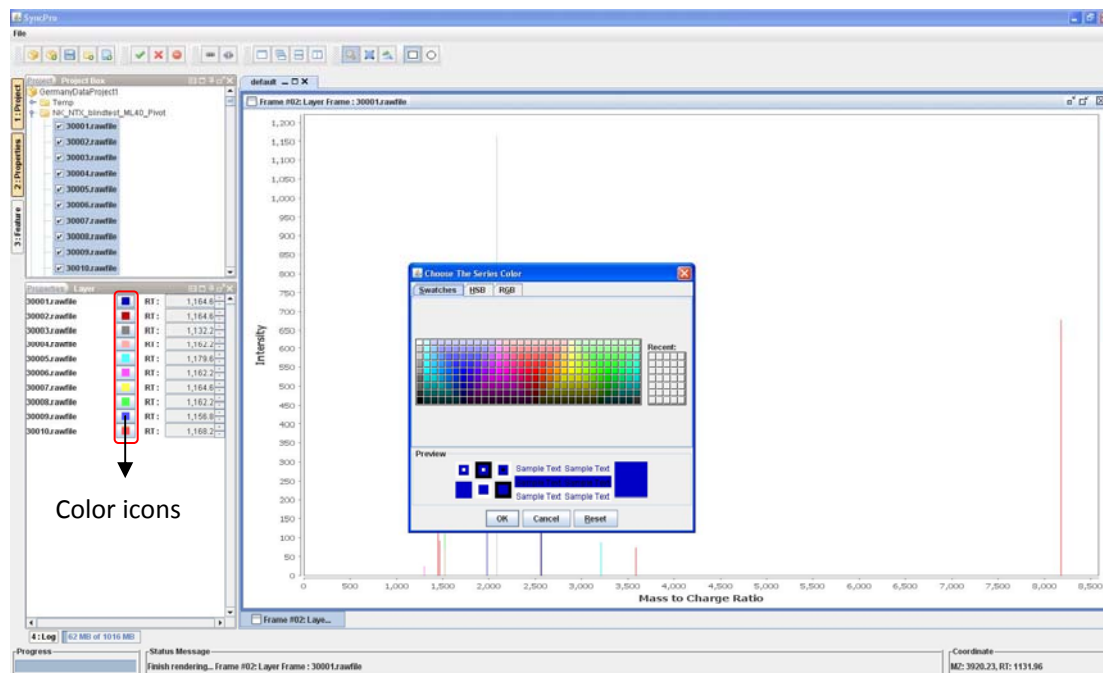 SyncPro
File
Project Project Box
GermanyDataProject1
Temp
NK_NTX_blindtest_ML40_Pivot
30001.rawfile
30002.rawfile
30003.rawfile
30004.rawfile
30005.rawfile
30006.rawfile
30007.rawfile
30008.rawfile
30009.rawfile
30010.rawfile
1:Project
2:Properties
3:Feature
Properties Layer
30001.rawfile RT: 1,164.6
30002.rawfile RT: 1,164.6
30003.rawfile RT: 1,132.2
30004.rawfile RT: 1,162.2
30005.rawfile RT: 1,179.6
30006.rawfile RT: 1,162.2
30007.rawfile RT: 1,164.6
30008.rawfile RT: 1,162.2
30009.rawfile RT: 1,156.8
30010.rawfile RT: 1,168.2
Color icons
default
Frame #02: Layer Frame : 30001.rawfile
1,200
1,150
1,100
1,050
1,000
950
900
850
800
750
700
650
600
550
500
450
400
350
300
250
200
150
100
50
0
Intensity
0 500 1,000 1,500 2,000 2,500 3,000 3,500 4,000 4,500 5,000 5,500 6,000 6,500 7,000 7,500 8,000 8,500
Mass to Charge Ratio
Choose The Series Color
Swatches HSB RGB
Recent:
Preview
Sample Text Sample Text
Sample Text Sample Text
Sample Text Sample Text
OK Cancel Reset
Frame #02: Laye...
4:Log 62 MB of 1016 MB
Progress
Status Message
Finish rendering... Frame #02: Layer Frame : 30001.rawfile
Coordinate
MZ: 3920.23, RT: 1131.96